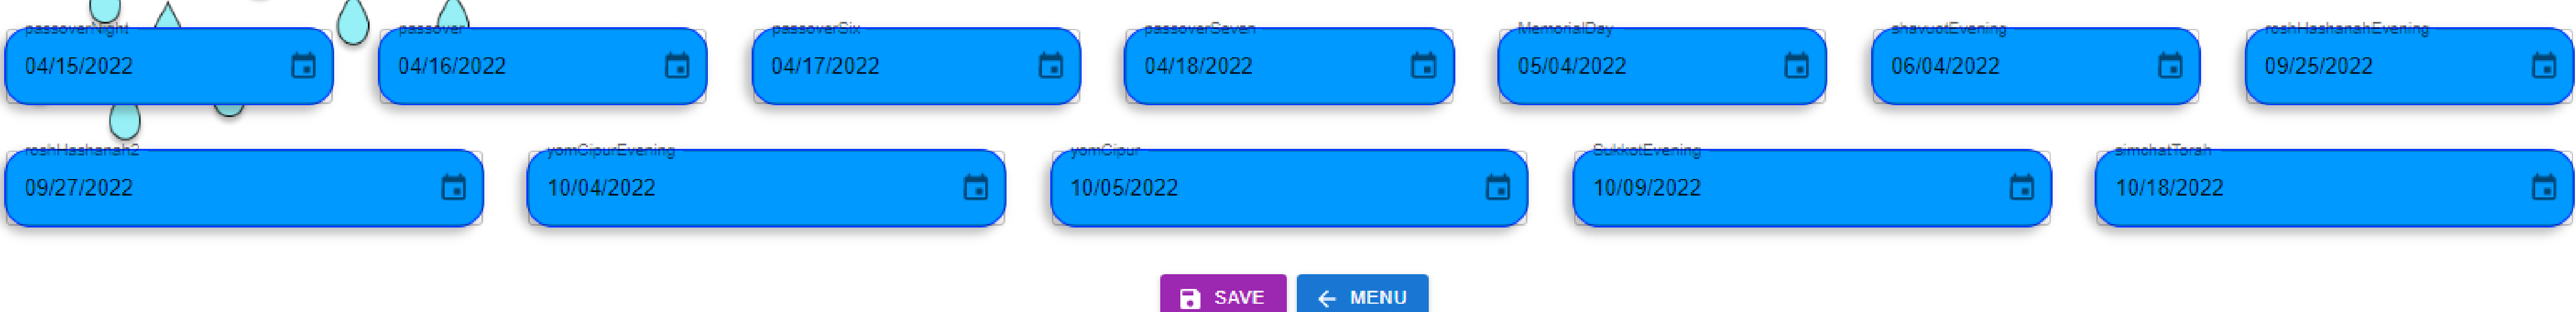 passoverNight passover passoverSix passoverSeven MemorialDay shavuotEvening roshHashanahEvening
04/15/2022 04/16/2022 04/17/2022 04/18/2022 05/04/2022 06/04/2022 09/25/2022
roshHashanah2 yomCipurEvening yomCipur SukkotEvening simchatTorah
09/27/2022 10/04/2022 10/05/2022 10/09/2022 10/18/2022
SAVE MENU